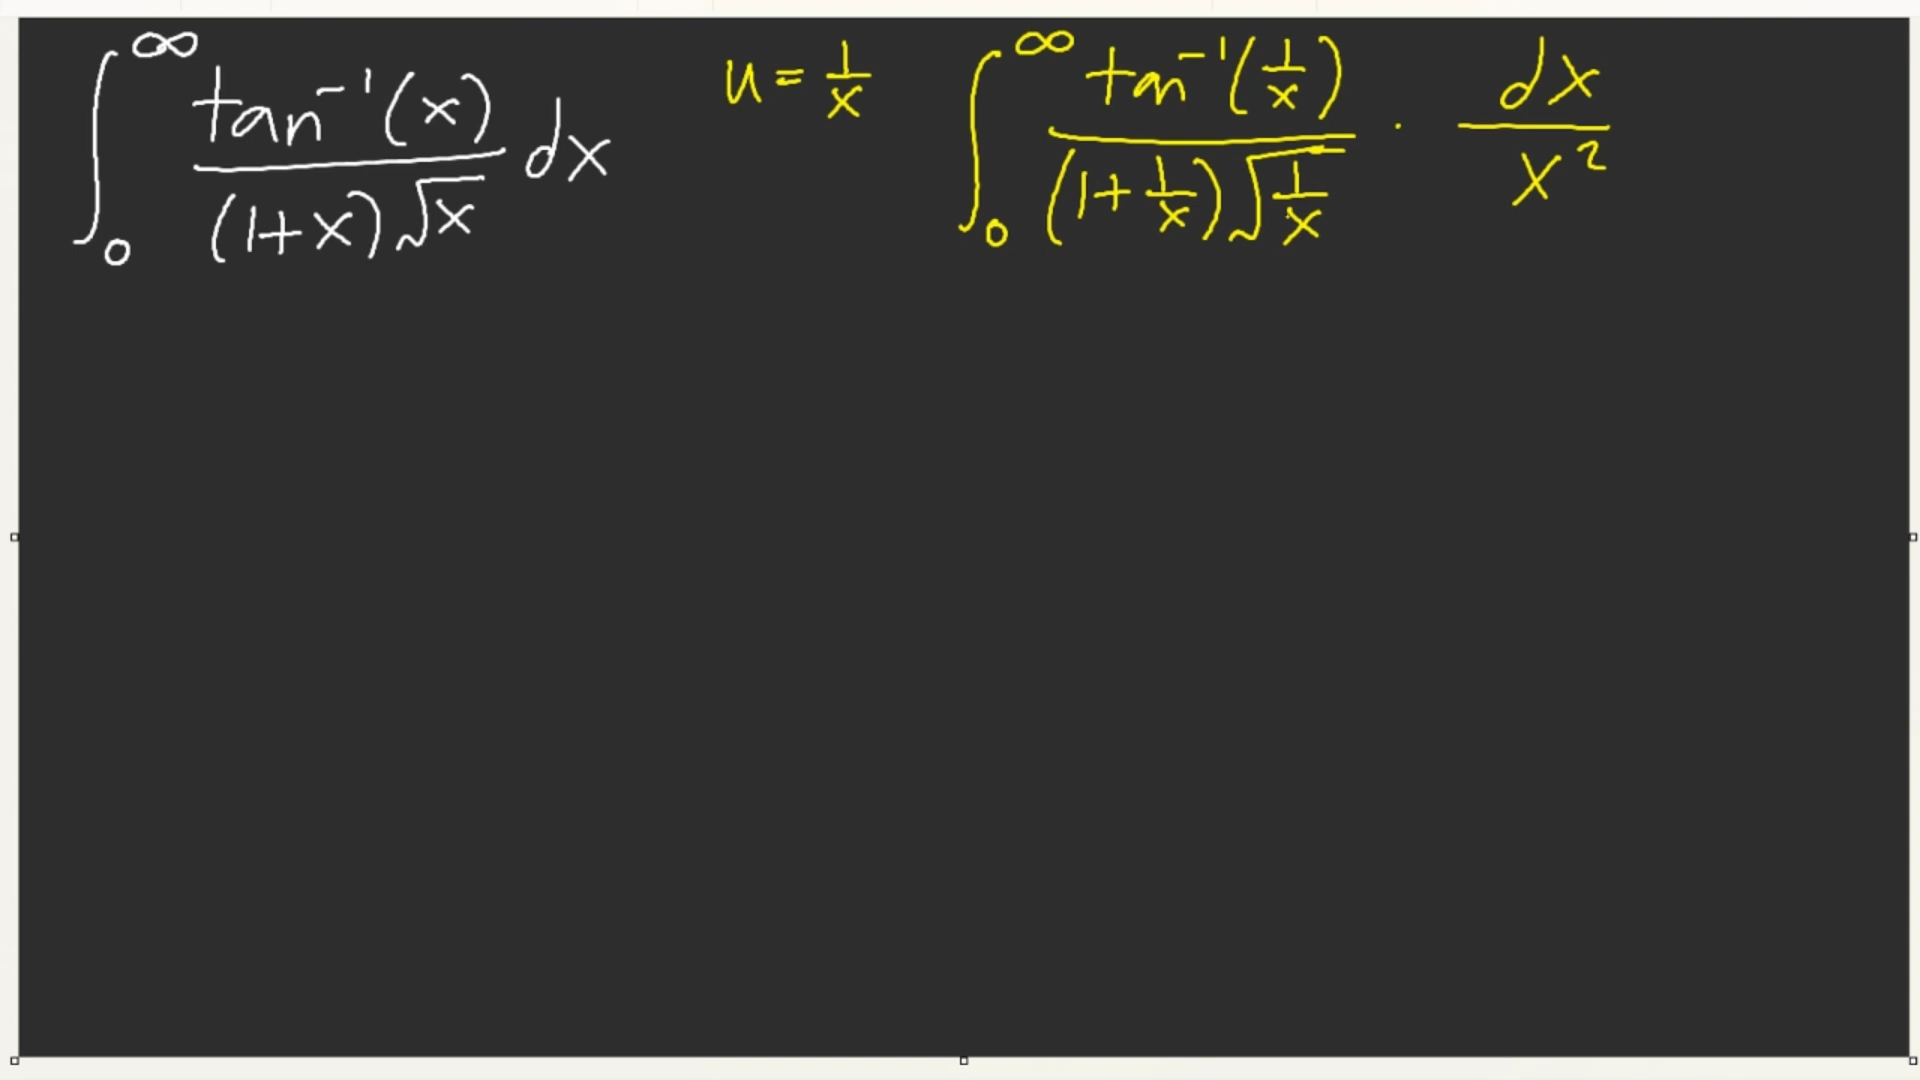 ∫₀^∞ tan⁻¹(x) / ((1+x)√x) dx   u = 1/x   ∫₀^∞ tan⁻¹(1/x) / ((1+1/x)√(1/x)) · dx/x²